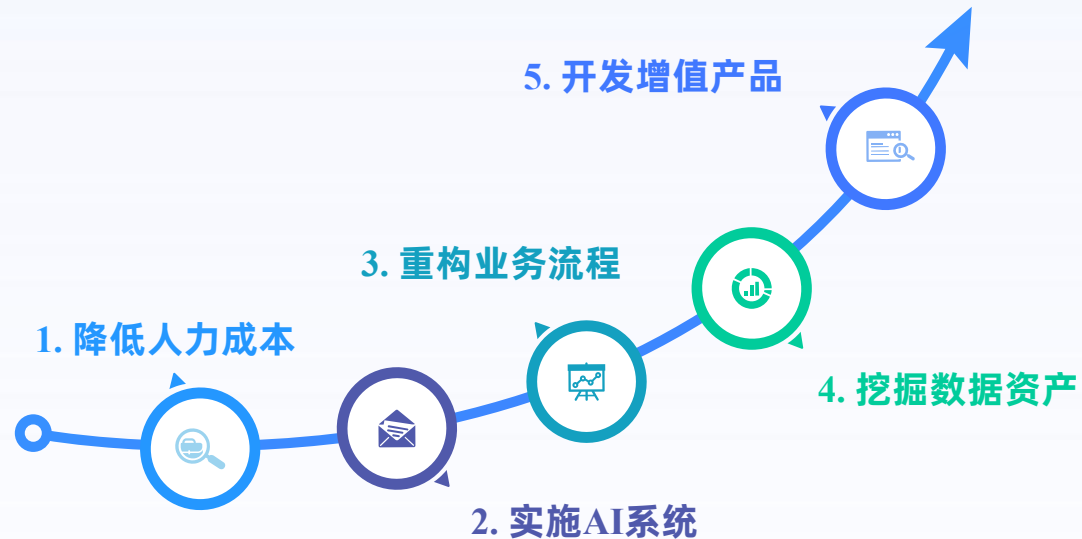 1. 降低人力成本
2. 实施AI系统
3. 重构业务流程
4. 挖掘数据资产
5. 开发增值产品